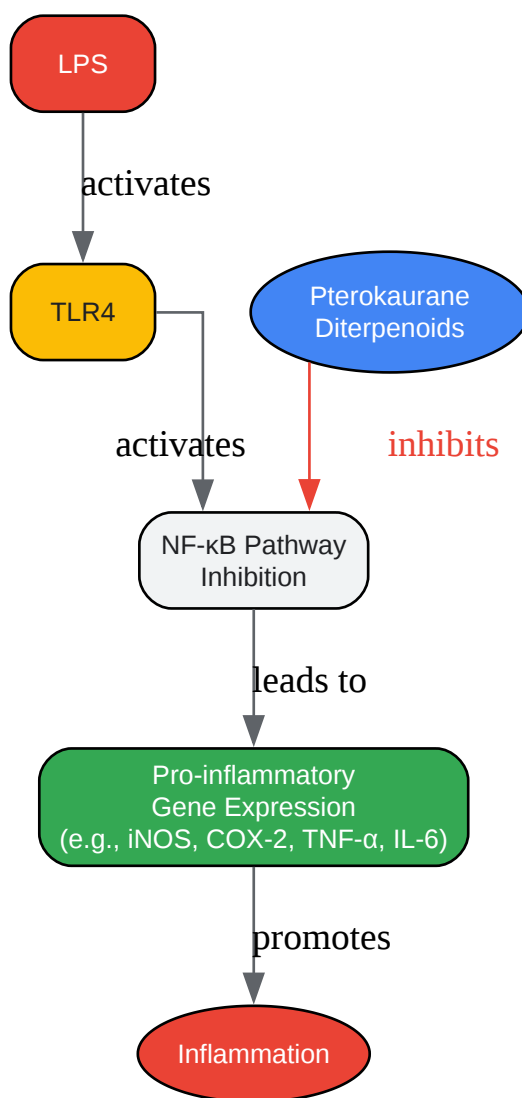 LPS
activates
TLR4
Pterokaurane
Diterpenoids
activates
inhibits
NF-κB Pathway
Inhibition
leads to
Pro-inflammatory
Gene Expression
(e.g., iNOS, COX-2, TNF-α, IL-6)
promotes
Inflammation